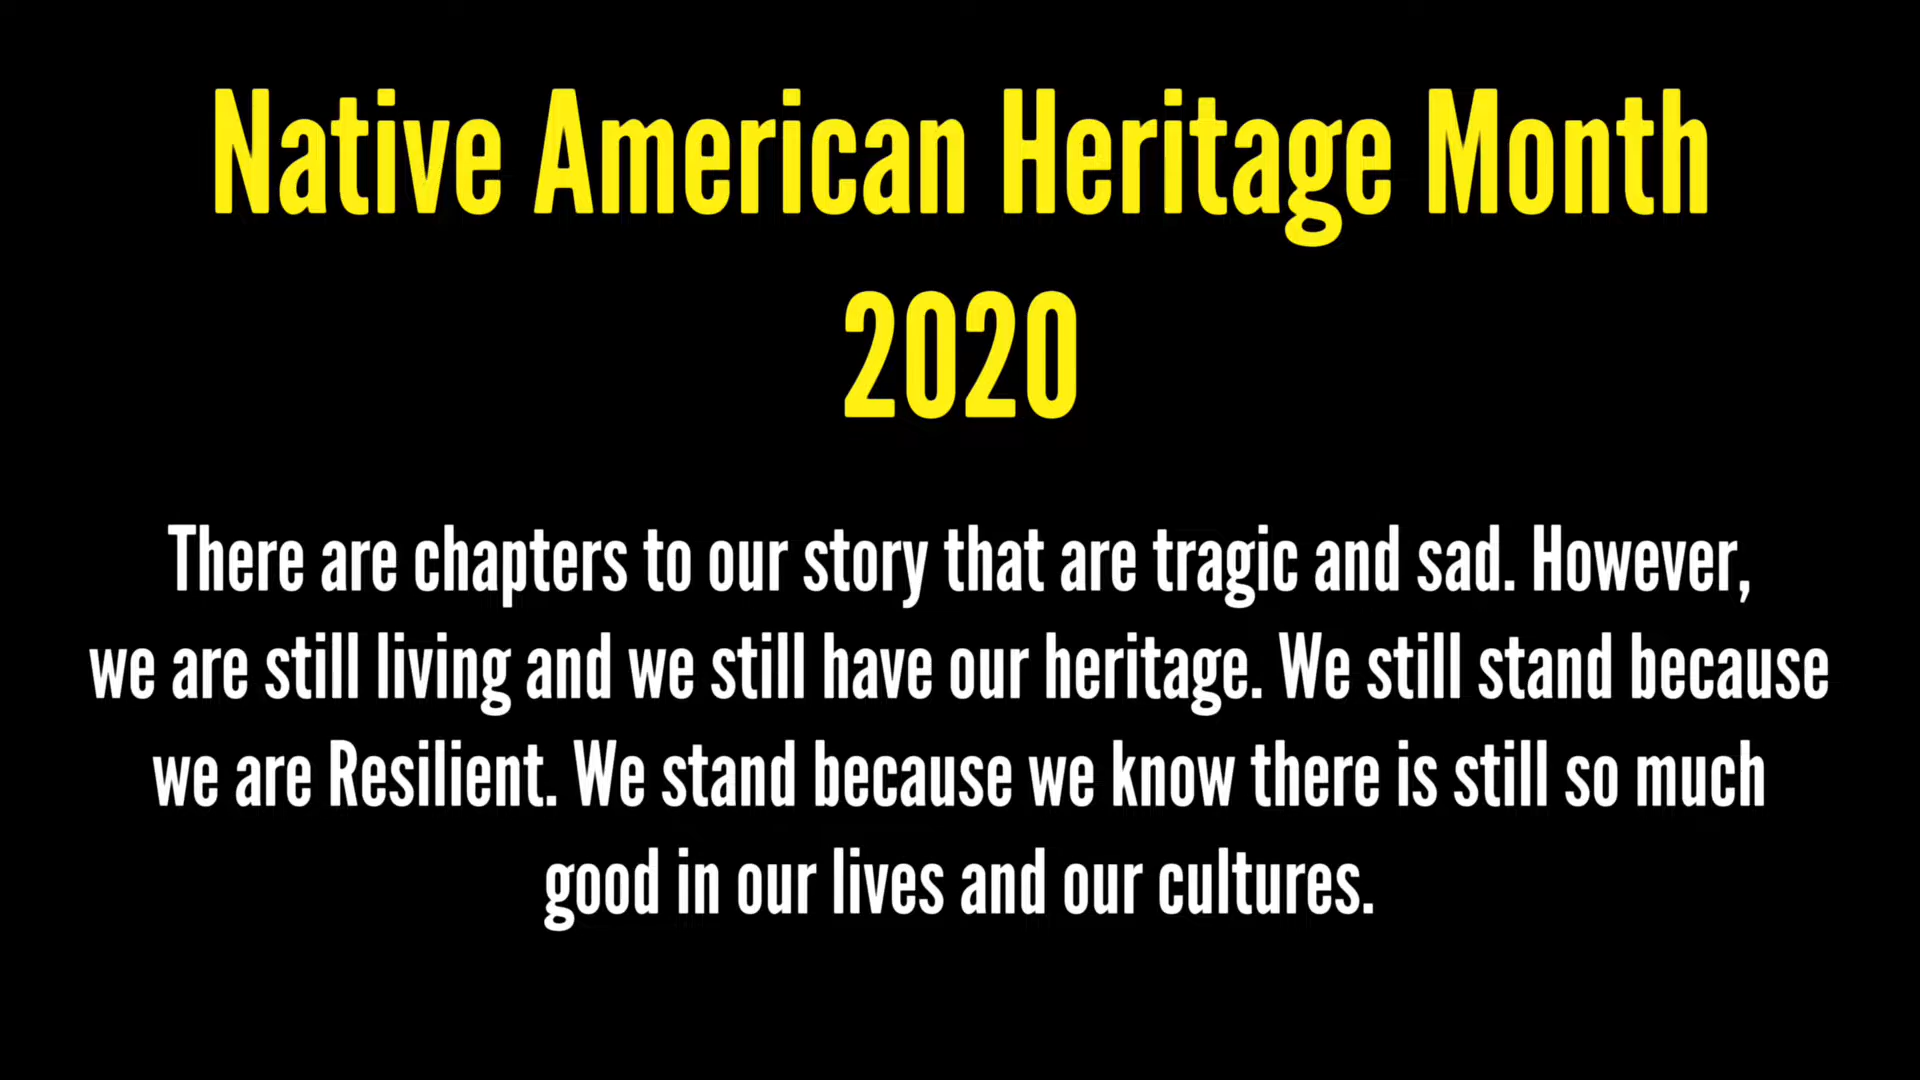 Native American Heritage Month
2020
There are chapters to our story that are tragic and sad. However,
we are still living and we still have our heritage. We still stand because
we are Resilient. We stand because we know there is still so much
good in our lives and our cultures.